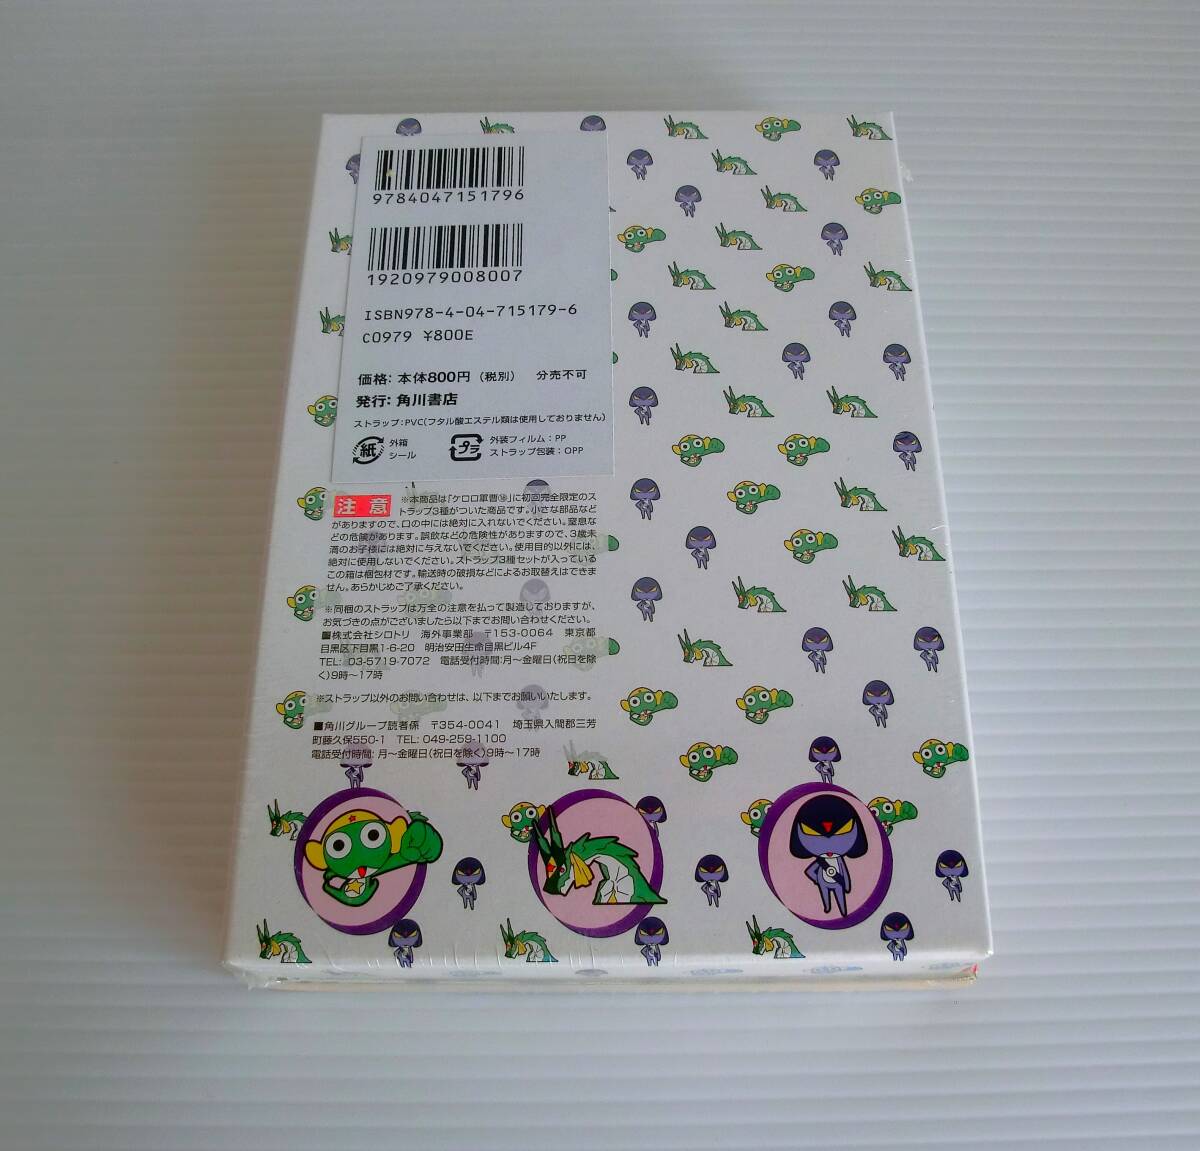 9784047151796
1920979008007
ISBN978-4-04-715179-6
C0979 ¥800E
価格：本体800円（税別） 分売不可
発行：角川書店
ストラップ：PVC（フタル酸エステル類は使用しておりません）
紙 外箱
シール
プラ 外装フィルム：PP
ストラップ包装：OPP
注意 ※本商品は「ケロロ軍曹⑱」に初回完全限定のス
トラップ3種がついた商品です。小さな部品など
がありますので、口の中には絶対に入れないでください。窒息な
どの危険があります。誤飲などの危険性がありますので、3歳未
満のお子様には絶対に与えないでください。使用目的以外には、
絶対に使用しないでください。ストラップ3種セットが入っている
この箱は梱包材です。輸送時の破損などによるお取替えはできま
せん。あらかじめご了承ください。
※同梱のストラップは万全の注意を払って製造しておりますが、
お気づきの点がございましたら以下までお問い合わせください。
■株式会社シロトリ 海外事業部 〒153-0064 東京都
目黒区下目黒1-6-20 明治安田生命目黒ビル4F
TEL: 03-5719-7072 電話受付時間：月〜金曜日（祝日を除
く）9時〜17時
※ストラップ以外のお問い合わせは、以下までお願いいたします。
■角川グループ読者係 〒354-0041 埼玉県入間郡三芳
町藤久保550-1 TEL: 049-259-1100
電話受付時間：月〜金曜日（祝日を除く）9時〜17時